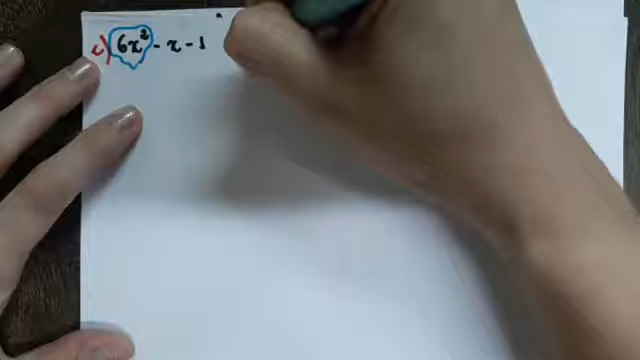 c) 6x² - x - 1